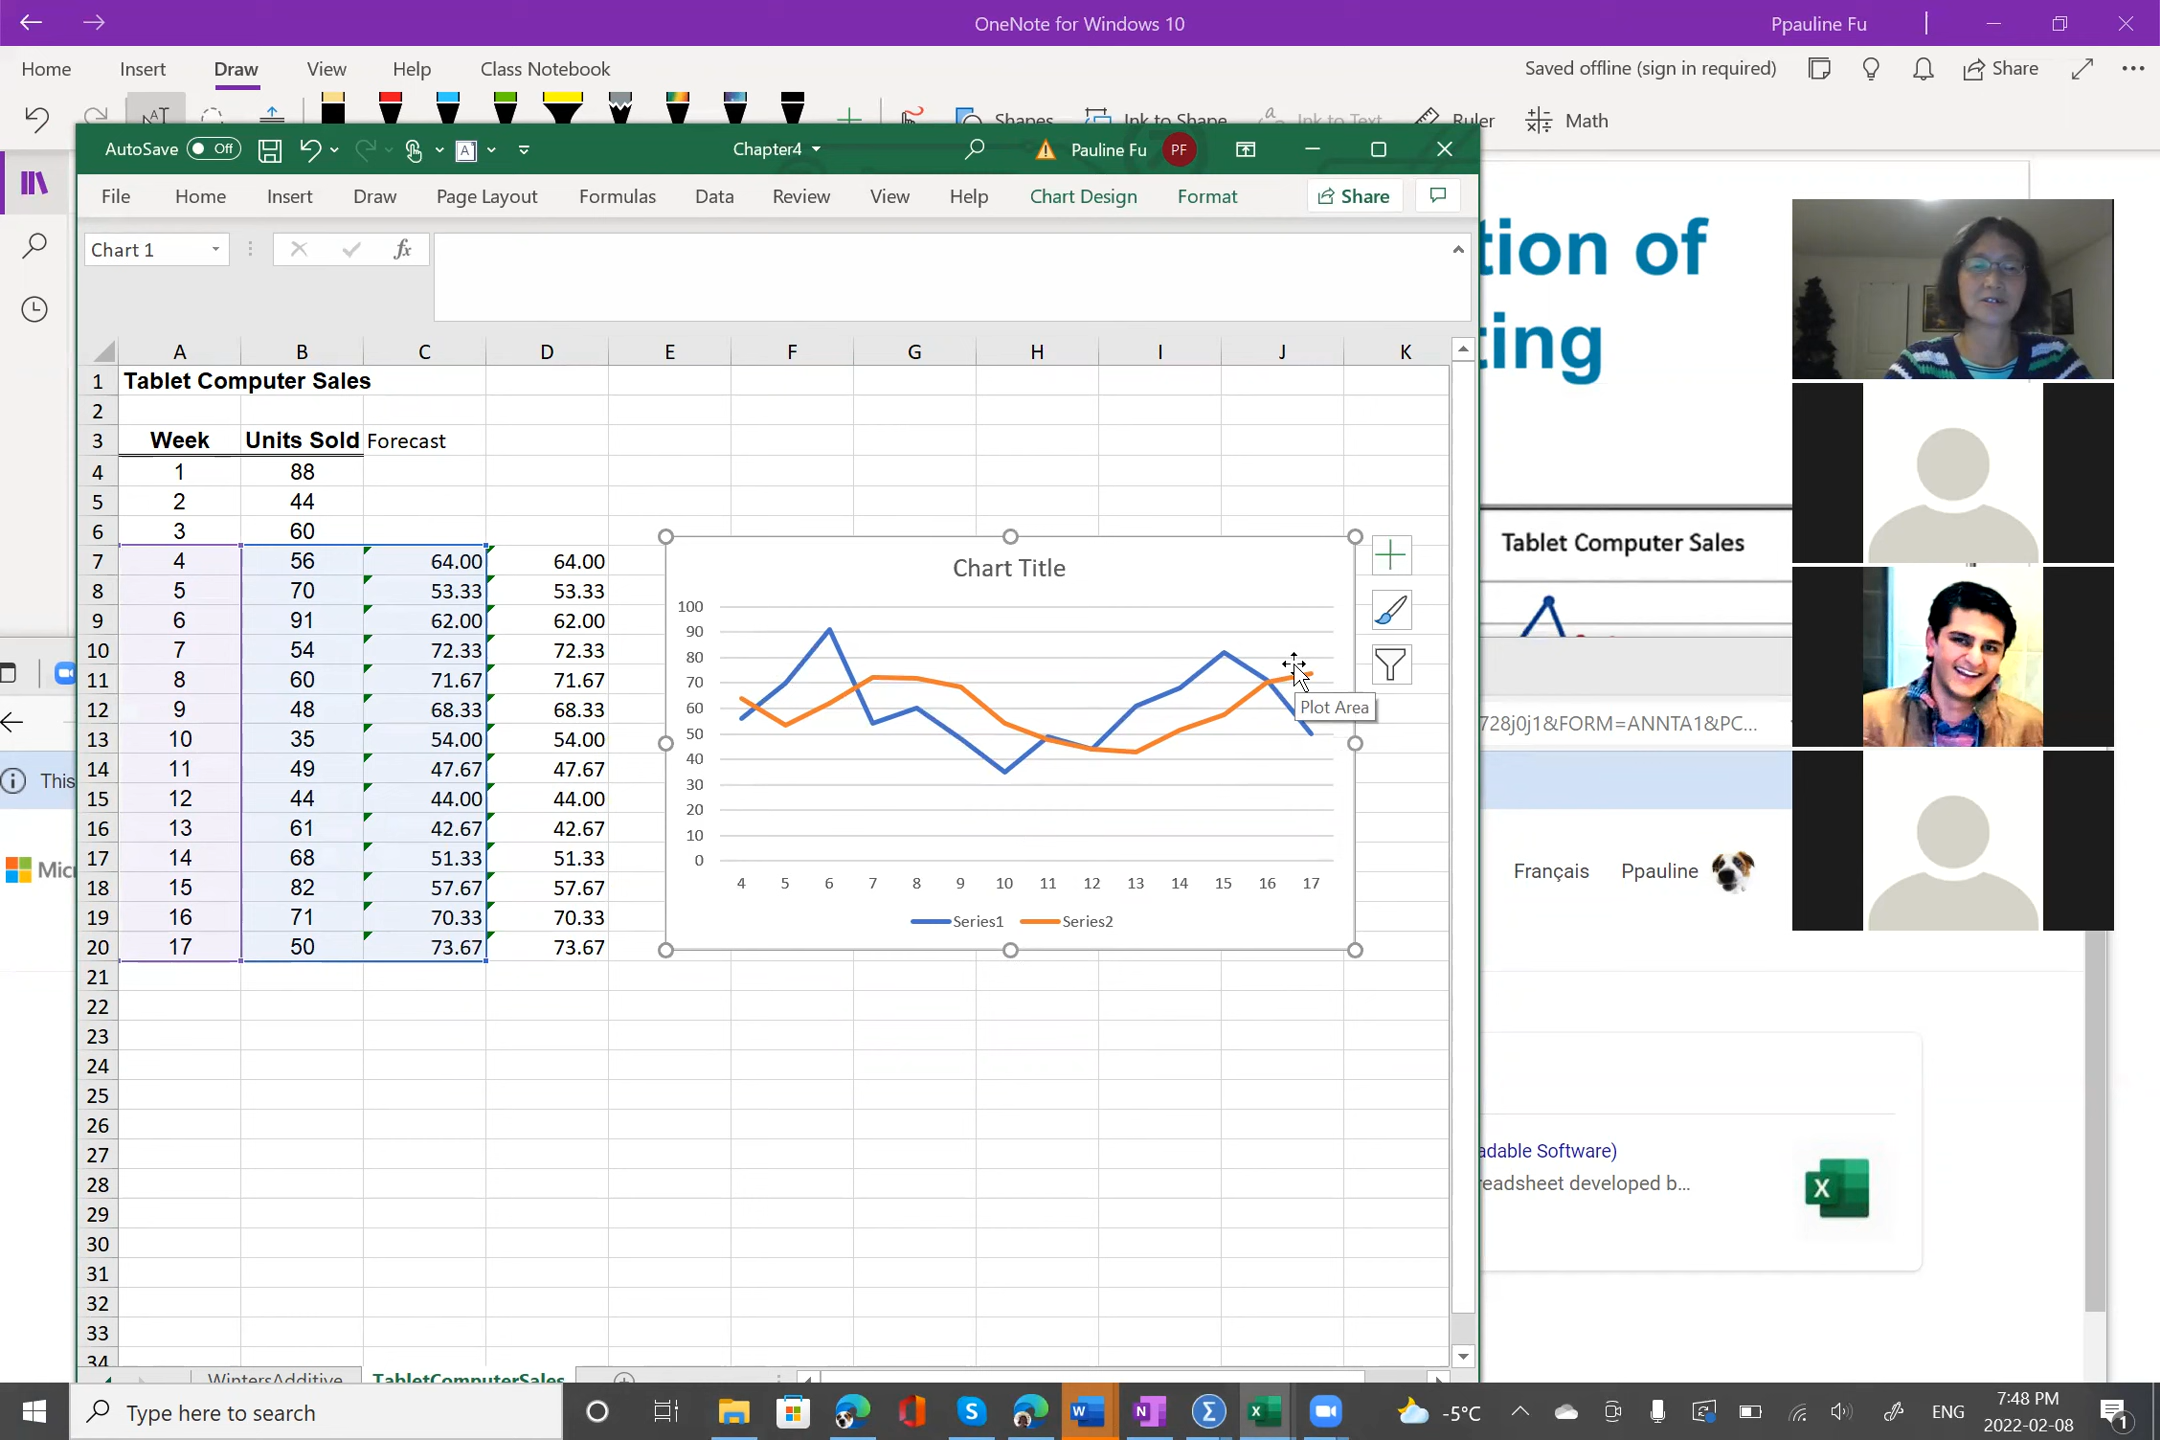 OneNote for Windows 10
Ppauline Fu
Home Insert Draw View Help Class Notebook
Saved offline (sign in required) Share
Shapes Ink to Shape Ink to Text Ruler Math
AutoSave Off
Chapter4
Pauline Fu PF
File Home Insert Draw Page Layout Formulas Data Review View Help Chart Design Format
Share
Chart 1
fx
A B C D E F G H I J K
1 Tablet Computer Sales
2
3 Week Units Sold Forecast
4 1 88
5 2 44
6 3 60
7 4 56 64.00 64.00
8 5 70 53.33 53.33
9 6 91 62.00 62.00
10 7 54 72.33 72.33
11 8 60 71.67 71.67
12 9 48 68.33 68.33
13 10 35 54.00 54.00
14 11 49 47.67 47.67
15 12 44 44.00 44.00
16 13 61 42.67 42.67
17 14 68 51.33 51.33
18 15 82 57.67 57.67
19 16 71 70.33 70.33
20 17 50 73.67 73.67
21
22
23
24
25
26
27
28
29
30
31
32
33
34
Chart Title
100
90
80
70
60
50
40
30
20
10
0
4 5 6 7 8 9 10 11 12 13 14 15 16 17
Series1 Series2
Plot Area
WintersAdditive TabletComputerSales
tion of
ting
Tablet Computer Sales
728j0j1&FORM=ANNTA1&PC...
This
Micr
Français Ppauline
adable Software)
readsheet developed b...
Type here to search
-5°C
ENG
7:48 PM
2022-02-08
1